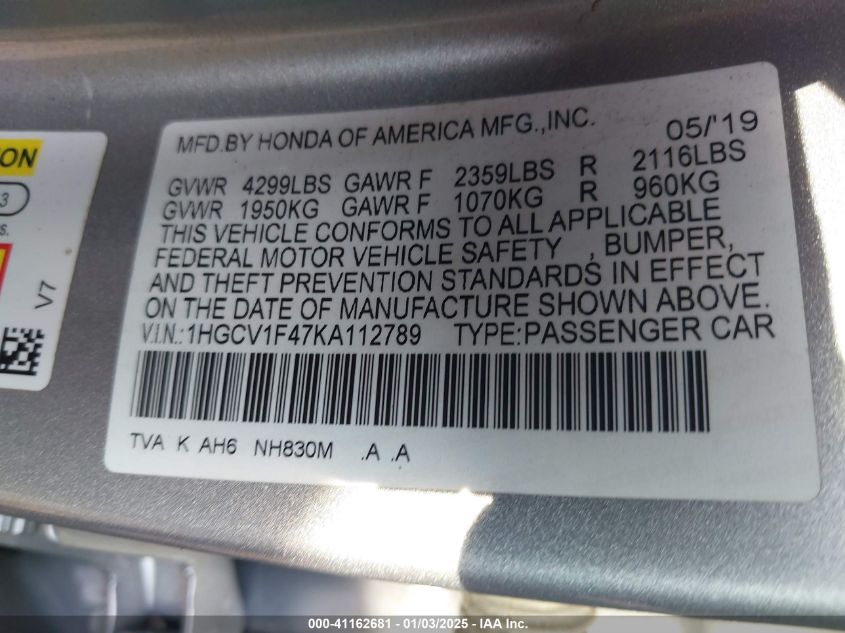 MFD.BY HONDA OF AMERICA MFG.,INC. 05/'19
GVWR 4299LBS GAWR F 2359LBS R 2116LBS
GVWR 1950KG GAWR F 1070KG R 960KG
THIS VEHICLE CONFORMS TO ALL APPLICABLE
FEDERAL MOTOR VEHICLE SAFETY , BUMPER,
AND THEFT PREVENTION STANDARDS IN EFFECT
ON THE DATE OF MANUFACTURE SHOWN ABOVE.
V.I.N.:1HGCV1F47KA112789 TYPE:PASSENGER CAR
TVA K AH6 NH830M .A .A
ION
3
s.
V7
000-41162681 - 01/03/2025 - IAA Inc.